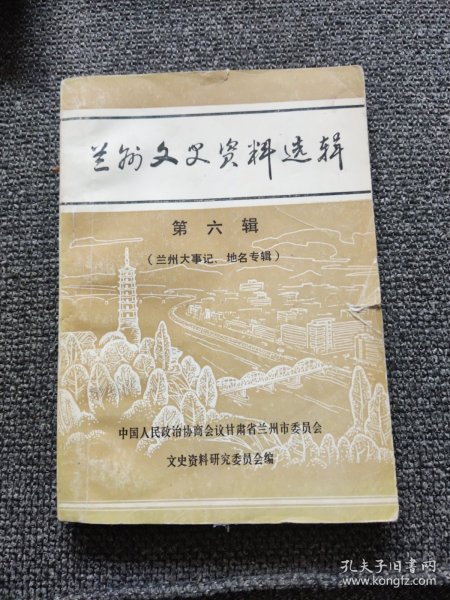 兰州文史资料选辑
第六辑
(兰州大事记、地名专辑)
中国人民政治协商会议甘肃省兰州市委员会
文史资料研究委员会编
孔夫子旧书网
www.kongfz.com